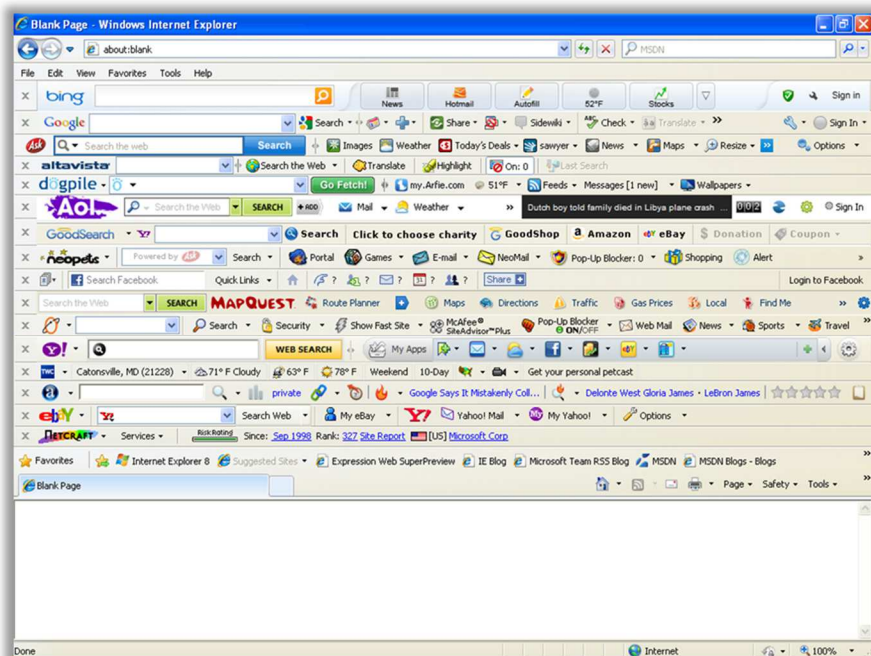 Blank Page - Windows Internet Explorer
about:blank MSDN
File Edit View Favorites Tools Help
bing News Hotmail Autofill 52°F Stocks Sign in
Google Search Share Sidewiki Check Translate Sign In
Ask Search the web Search Images Weather Today's Deals sawyer News Maps Resize Options
altavista Search the Web Translate Highlight On: 0 Last Search
dogpile Go Fetch! my.Arfie.com 51°F Feeds Messages [1 new] Wallpapers
AOL Search the Web SEARCH +ADD Mail Weather Dutch boy told family died in Libya plane crash ... 002 Sign In
GoodSearch Search Click to choose charity GoodShop Amazon eBay Donation Coupon
neopets Powered by Search Portal Games E-mail NeoMail Pop-Up Blocker: 0 Shopping Alert
Search Facebook Quick Links ? ? ? ? ? Share Login to Facebook
Search the Web SEARCH MAPQUEST Route Planner Maps Directions Traffic Gas Prices Local Find Me
Search Security Show Fast Site McAfee® SiteAdvisor™Plus Pop-Up Blocker ON/OFF Web Mail News Sports Travel
Y! WEB SEARCH My Apps
TWC Catonsville, MD (21228) 71° F Cloudy 63° F 78° F Weekend 10-Day Get your personal petcast
a private Google Says It Mistakenly Coll... Delonte West Gloria James • LeBron James
ebY Y! Search Web My eBay Yahoo! Mail My Yahoo! Options
NETCRAFT Services Risk Rating Since: Sep 1998 Rank: 327 Site Report [US] Microsoft Corp
Favorites Internet Explorer 8 Suggested Sites Expression Web SuperPreview IE Blog Microsoft Team RSS Blog MSDN MSDN Blogs - Blogs
Blank Page Page Safety Tools
Done Internet 100%